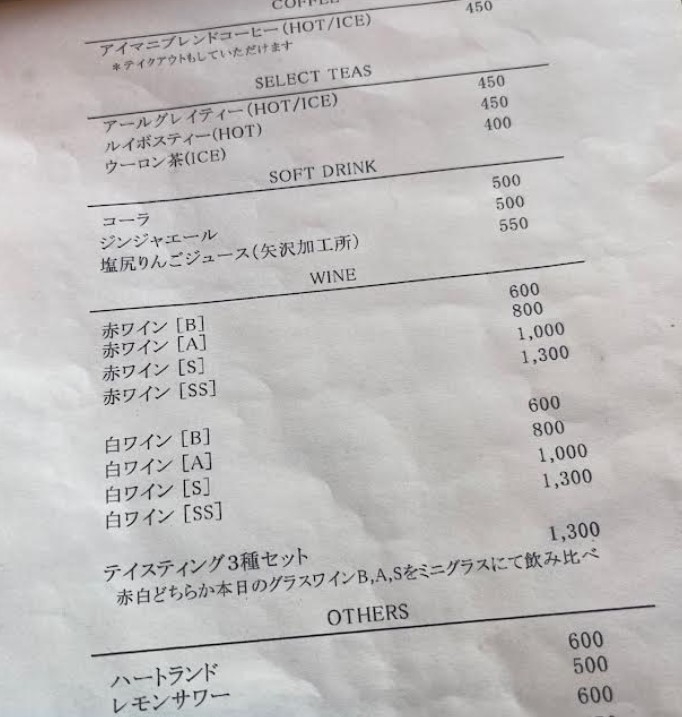 COFFEE
アイマニブレンドコーヒー(HOT/ICE) 450
*テイクアウトもしていただけます
SELECT TEAS
アールグレイティー(HOT/ICE) 450
ルイボスティー(HOT) 450
ウーロン茶(ICE) 400
SOFT DRINK
コーラ 500
ジンジャエール 500
塩尻りんごジュース(矢沢加工所) 550
WINE
赤ワイン [B] 600
赤ワイン [A] 800
赤ワイン [S] 1,000
赤ワイン [SS] 1,300
白ワイン [B] 600
白ワイン [A] 800
白ワイン [S] 1,000
白ワイン [SS] 1,300
テイスティング3種セット 1,300
赤白どちらか本日のグラスワインB,A,Sをミニグラスにて飲み比べ
OTHERS
ハートランド 600
レモンサワー 500
600